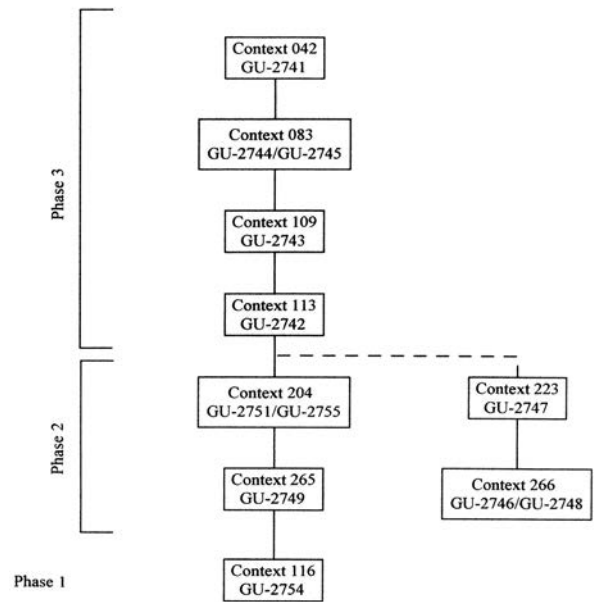 Context 042
GU-2741
Context 083
GU-2744/GU-2745
Phase 3
Context 109
GU-2743
Context 113
GU-2742
Context 204
GU-2751/GU-2755
Context 223
GU-2747
Phase 2
Context 265
GU-2749
Context 266
GU-2746/GU-2748
Phase 1
Context 116
GU-2754